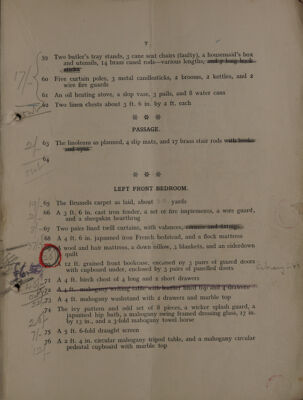 7
59 Two butler's tray stands, 3 cane seat chairs (faulty), a housemaid's box
and utensils, 14 brass rased rods—various lengths,
60 Five curtain poles, 3 metal candlesticks, 2 brooms, 2 kettles, and 2
wire fire guards
61 An oil heating stove, a slop vase, 3 pails, and 8 water cans
62 Two linen chests about 3 ft. 6 in. by 2 ft. each
PASSAGE.
63 The linoleum as planned, 4 slip mats, and 17 brass stair rods
64
LEFT FRONT BEDROOM.
65 The Brussels carpet as laid, about yards
66 A 3 ft. 6 in. cast iron fender, a set of fire implements, a wire guard,
and a sheepskin hearthrug
67 Two pairs lined twill curtains, with valances,
68 A 4 ft. 6 in. japanned iron French bedstead, and a flock mattress
wool and hair mattress, a down pillow, 3 blankets, and an eiderdown
quilt
12 ft. grained front bookcase, enclosed by 3 pairs of glazed doors
with cupboard under, enclosed by 3 pairs of panelled doors
71 A 4 ft. birch chest of 4 long and 2 short drawers
72 A 4 ft. mahogany writing table with leather lined top and 4 drawers
73 A 4 ft. mahogany washstand with 2 drawers and marble top
74 The ivy pattern and odd set of 8 pieces, a wicker splash guard, a
japanned hip bath, a mahogany swing framed dressing glass, 17 in.
by 13 in., and a 3-fold mahogany towel horse
75 A 5 ft. 6-fold draught screen
76 A 2 ft. 4 in. circular mahogany tripod table, and a mahogany circular
pedestal cupboard with marble top